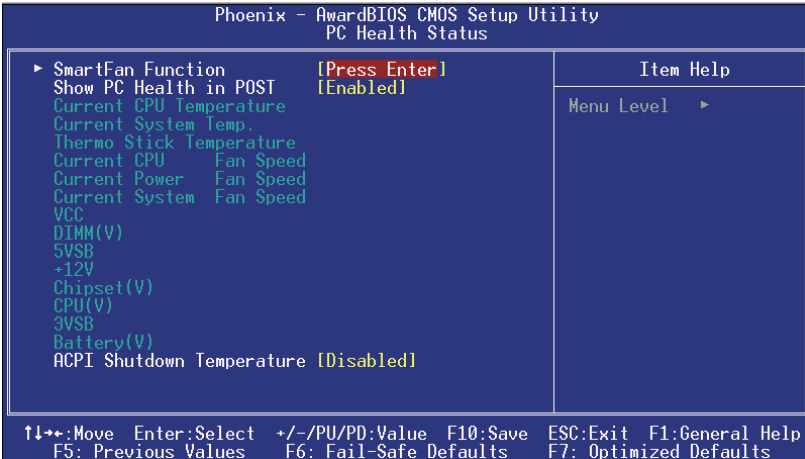 Phoenix - AwardBIOS CMOS Setup Utility
PC Health Status
► SmartFan Function [Press Enter]
Show PC Health in POST [Enabled]
Current CPU Temperature
Current System Temp.
Thermo Stick Temperature
Current CPU Fan Speed
Current Power Fan Speed
Current System Fan Speed
VCC
DIMM(V)
5VSB
+12V
Chipset(V)
CPU(V)
3VSB
Battery(V)
ACPI Shutdown Temperature [Disabled]
Item Help
Menu Level ►
↑↓→←:Move Enter:Select +/-/PU/PD:Value F10:Save ESC:Exit F1:General Help
F5: Previous Values F6: Fail-Safe Defaults F7: Optimized Defaults